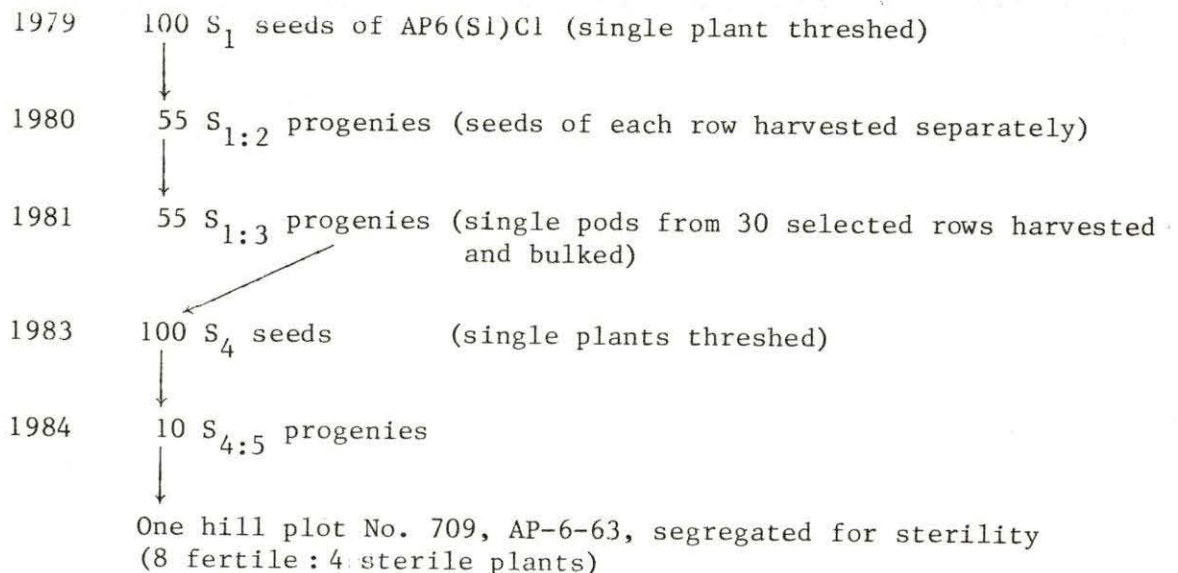 1979 100 S1 seeds of AP6(S1)C1 (single plant threshed)
1980 55 S1:2 progenies (seeds of each row harvested separately)
1981 55 S1:3 progenies (single pods from 30 selected rows harvested
and bulked)
1983 100 S4 seeds (single plants threshed)
1984 10 S4:5 progenies
One hill plot No. 709, AP-6-63, segregated for sterility
(8 fertile : 4 sterile plants)